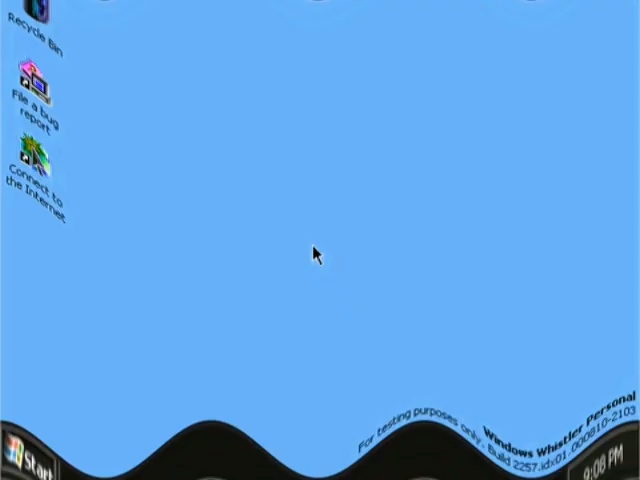 Recycle Bin
File a bug
report
Connect to
the Internet
Windows Whistler Personal
For testing purposes only. Build 2257.idx01.000810-2103
Start
9:08 PM